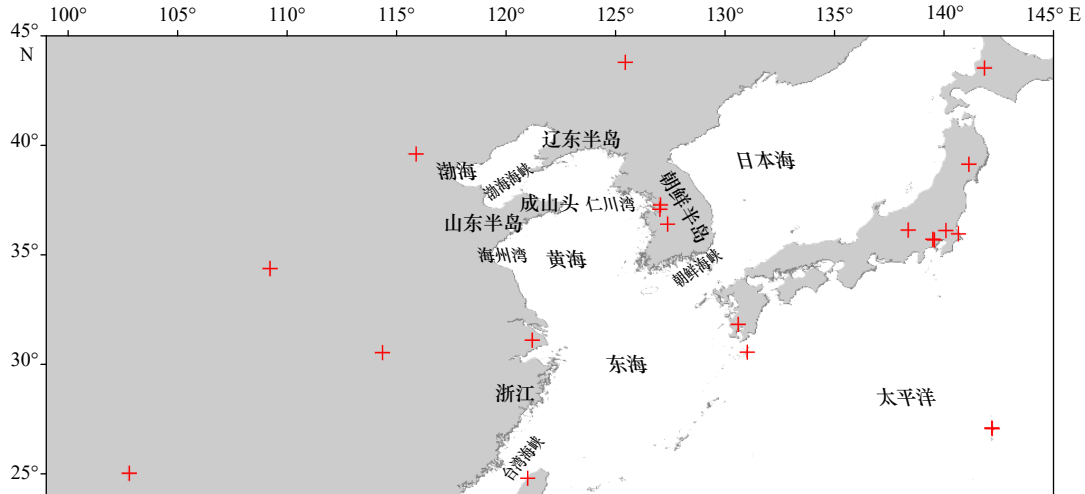 100° 105° 110° 115° 120° 125° 130° 135° 140° 145° E
45°
N
40°
35°
30°
25°
辽东半岛
日本海
渤海
渤海海峡
朝鲜半岛
成山头
仁川湾
山东半岛
海州湾
黄海
朝鲜海峡
东海
浙江
太平洋
台湾海峡